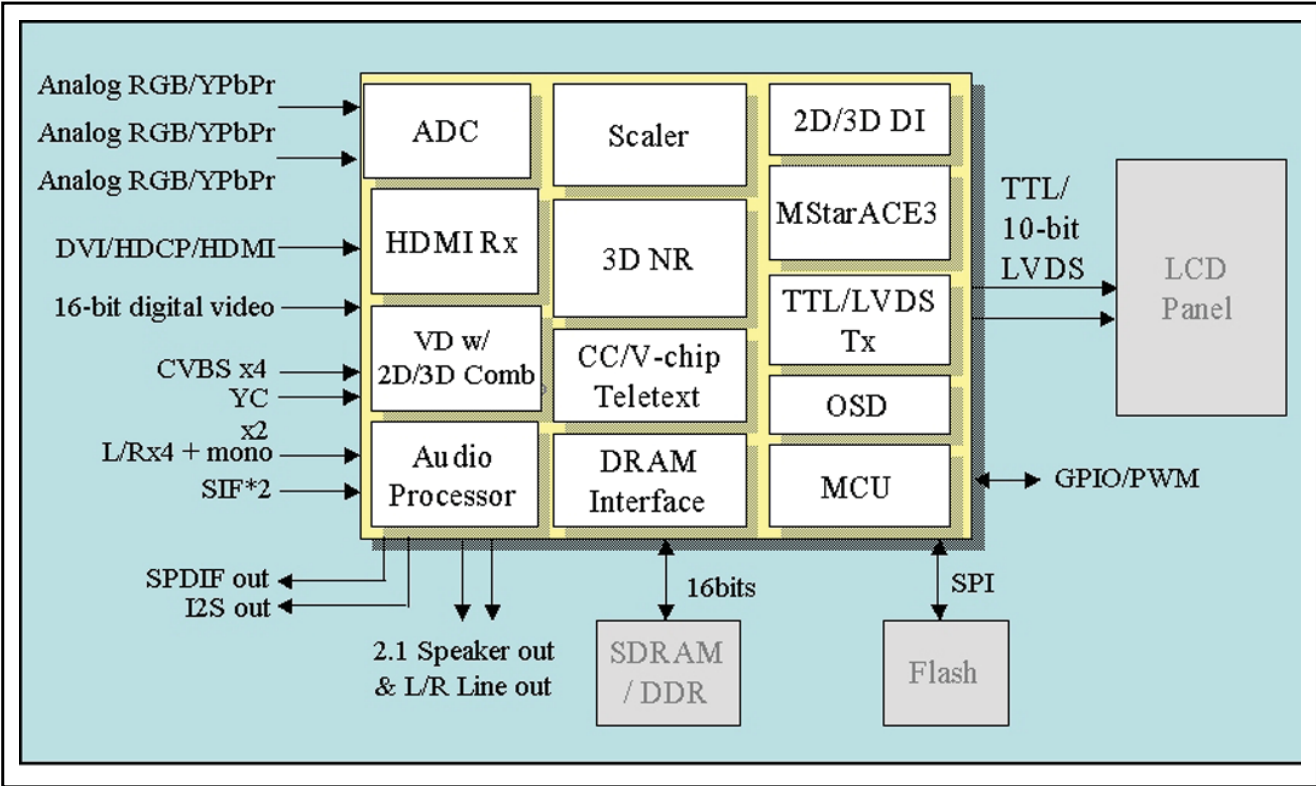 Analog RGB/YPbPr
Analog RGB/YPbPr
Analog RGB/YPbPr
DVI/HDCP/HDMI
16-bit digital video
CVBS x4
YC
x2
L/Rx4 + mono
SIF*2
ADC
HDMI Rx
VD w/
2D/3D Comb
Audio
Processor
Scaler
3D NR
CC/V-chip
Teletext
DRAM
Interface
2D/3D DI
MStarACE3
TTL/LVDS
Tx
OSD
MCU
TTL/
10-bit
LVDS
LCD
Panel
GPIO/PWM
SPDIF out
I2S out
2.1 Speaker out
& L/R Line out
16bits
SDRAM
/ DDR
SPI
Flash